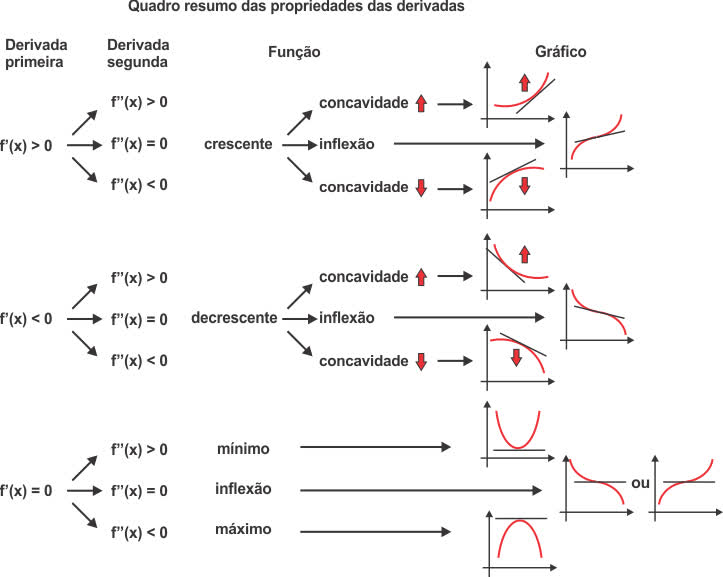 Quadro resumo das propriedades das derivadas
Derivada primeira
Derivada segunda
Função
Gráfico
f'(x) > 0
f''(x) > 0
f''(x) = 0
f''(x) < 0
crescente
concavidade
inflexão
concavidade
f'(x) < 0
f''(x) > 0
f''(x) = 0
f''(x) < 0
decrescente
concavidade
inflexão
concavidade
f'(x) = 0
f''(x) > 0
mínimo
f''(x) = 0
inflexão
ou
f''(x) < 0
máximo